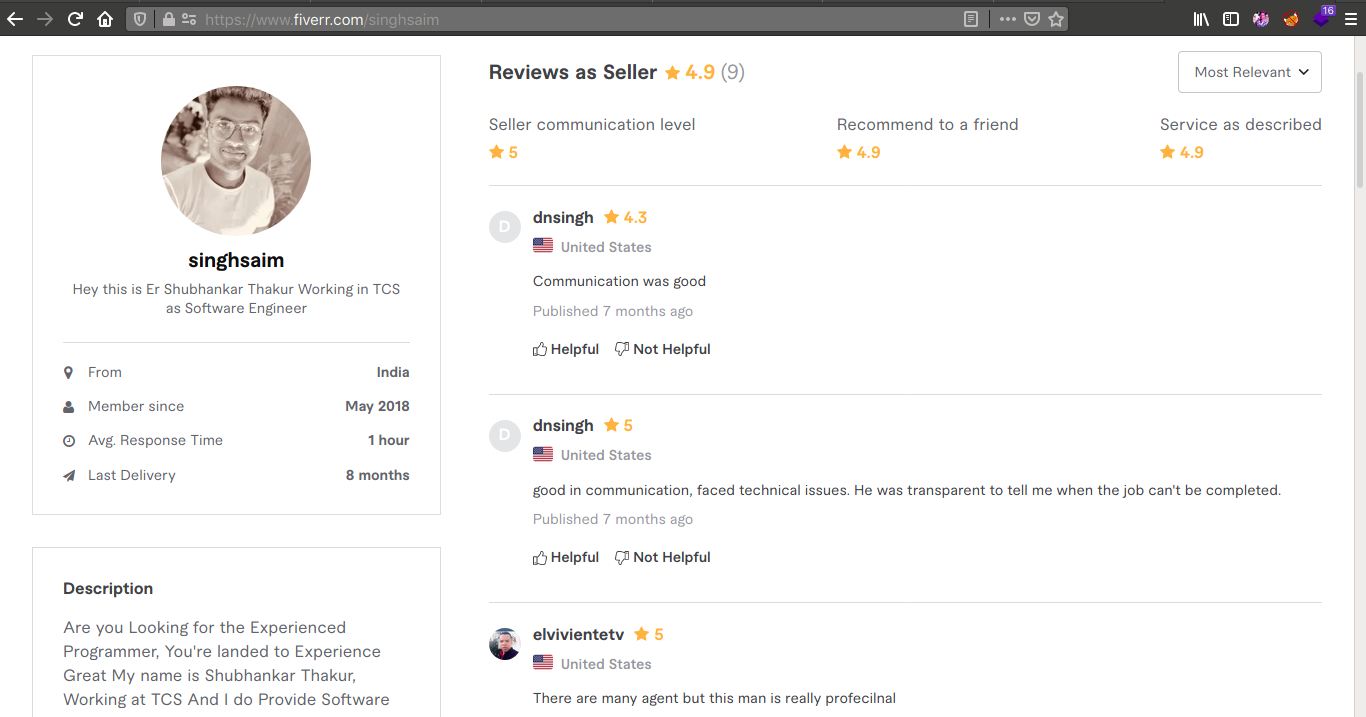 https://www.fiverr.com/singhsaim
16
singhsaim
Hey this is Er Shubhankar Thakur Working in TCS
as Software Engineer
From India
Member since May 2018
Avg. Response Time 1 hour
Last Delivery 8 months
Description
Are you Looking for the Experienced
Programmer, You're landed to Experience
Great My name is Shubhankar Thakur,
Working at TCS And I do Provide Software
Reviews as Seller 4.9 (9)
Most Relevant
Seller communication level Recommend to a friend Service as described
5 4.9 4.9
D
dnsingh 4.3
United States
Communication was good
Published 7 months ago
Helpful Not Helpful
D
dnsingh 5
United States
good in communication, faced technical issues. He was transparent to tell me when the job can't be completed.
Published 7 months ago
Helpful Not Helpful
elvivientetv 5
United States
There are many agent but this man is really profecilnal